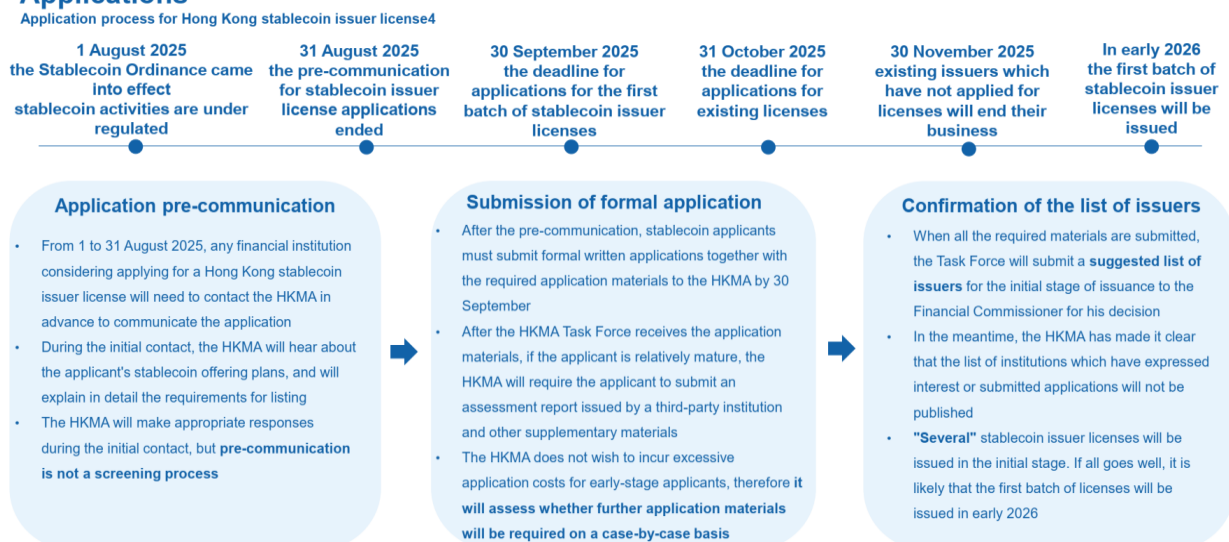 Applications
Application process for Hong Kong stablecoin issuer license4
1 August 2025
the Stablecoin Ordinance came
into effect
stablecoin activities are under
regulated
31 August 2025
the pre-communication
for stablecoin issuer
license applications
ended
30 September 2025
the deadline for
applications for the first
batch of stablecoin issuer
licenses
31 October 2025
the deadline for
applications for
existing licenses
30 November 2025
existing issuers which
have not applied for
licenses will end their
business
In early 2026
the first batch of
stablecoin issuer
licenses will be
issued
Application pre-communication
• From 1 to 31 August 2025, any financial institution
considering applying for a Hong Kong stablecoin
issuer license will need to contact the HKMA in
advance to communicate the application
• During the initial contact, the HKMA will hear about
the applicant's stablecoin offering plans, and will
explain in detail the requirements for listing
• The HKMA will make appropriate responses
during the initial contact, but pre-communication
is not a screening process
Submission of formal application
• After the pre-communication, stablecoin applicants
must submit formal written applications together with
the required application materials to the HKMA by 30
September
• After the HKMA Task Force receives the application
materials, if the applicant is relatively mature, the
HKMA will require the applicant to submit an
assessment report issued by a third-party institution
and other supplementary materials
• The HKMA does not wish to incur excessive
application costs for early-stage applicants, therefore it
will assess whether further application materials
will be required on a case-by-case basis
Confirmation of the list of issuers
• When all the required materials are submitted,
the Task Force will submit a suggested list of
issuers for the initial stage of issuance to the
Financial Commissioner for his decision
• In the meantime, the HKMA has made it clear
that the list of institutions which have expressed
interest or submitted applications will not be
published
• "Several" stablecoin issuer licenses will be
issued in the initial stage. If all goes well, it is
likely that the first batch of licenses will be
issued in early 2026